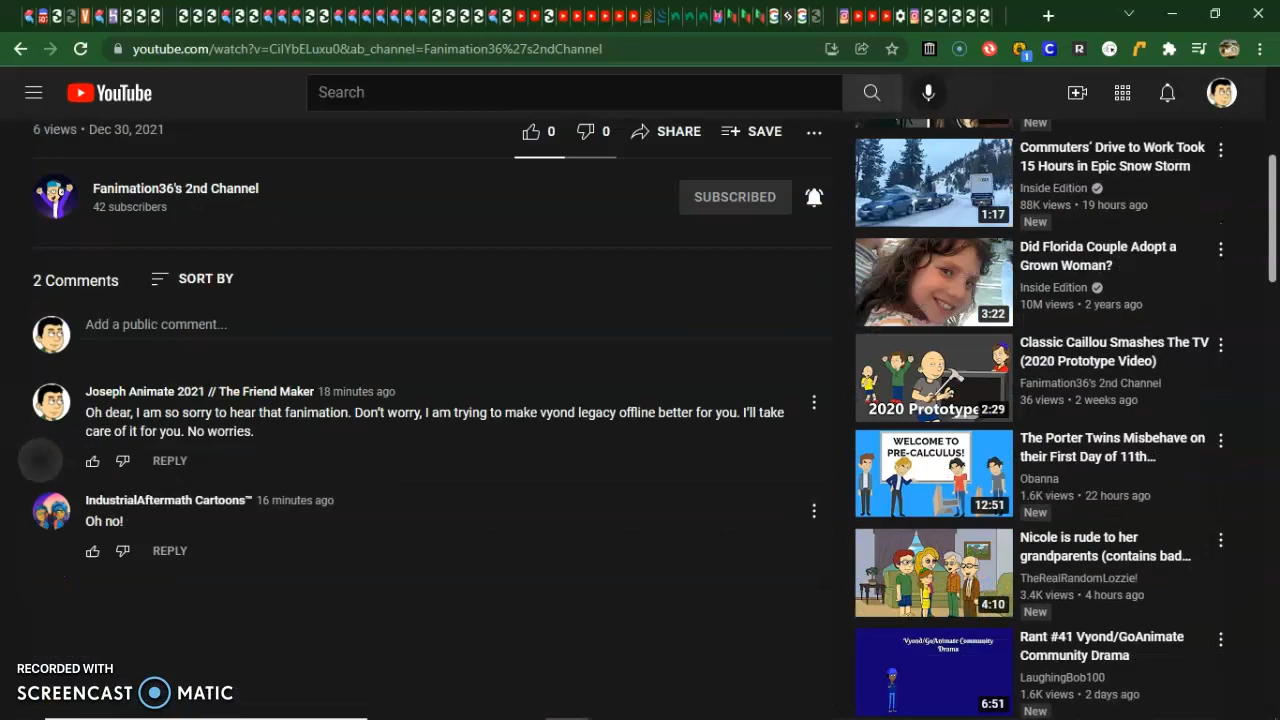 youtube.com/watch?v=CiIYbELuxu0&ab_channel=Fanimation36%27s2ndChannel
YouTube
Search
6 views • Dec 30, 2021
0
0
SHARE
SAVE
Fanimation36's 2nd Channel
42 subscribers
SUBSCRIBED
2 Comments
SORT BY
Add a public comment...
Joseph Animate 2021 // The Friend Maker 18 minutes ago
Oh dear, I am so sorry to hear that fanimation. Don't worry, I am trying to make vyond legacy offline better for you. I'll take
care of it for you. No worries.
REPLY
IndustrialAftermath Cartoons™ 16 minutes ago
Oh no!
REPLY
New
Commuters' Drive to Work Took
15 Hours in Epic Snow Storm
Inside Edition
88K views • 19 hours ago
New
1:17
Did Florida Couple Adopt a
Grown Woman?
Inside Edition
10M views • 2 years ago
3:22
Classic Caillou Smashes The TV
(2020 Prototype Video)
Fanimation36's 2nd Channel
36 views • 2 weeks ago
2020 Prototype
2:29
The Porter Twins Misbehave on
their First Day of 11th...
Obanna
1.6K views • 22 hours ago
New
WELCOME TO
PRE-CALCULUS!
12:51
Nicole is rude to her
grandparents (contains bad...
TheRealRandomLozzie!
3.4K views • 4 hours ago
New
4:10
Rant #41 Vyond/GoAnimate
Community Drama
LaughingBob100
1.6K views • 2 days ago
New
Vyond/GoAnimate Community
Drama
6:51
RECORDED WITH
SCREENCAST MATIC